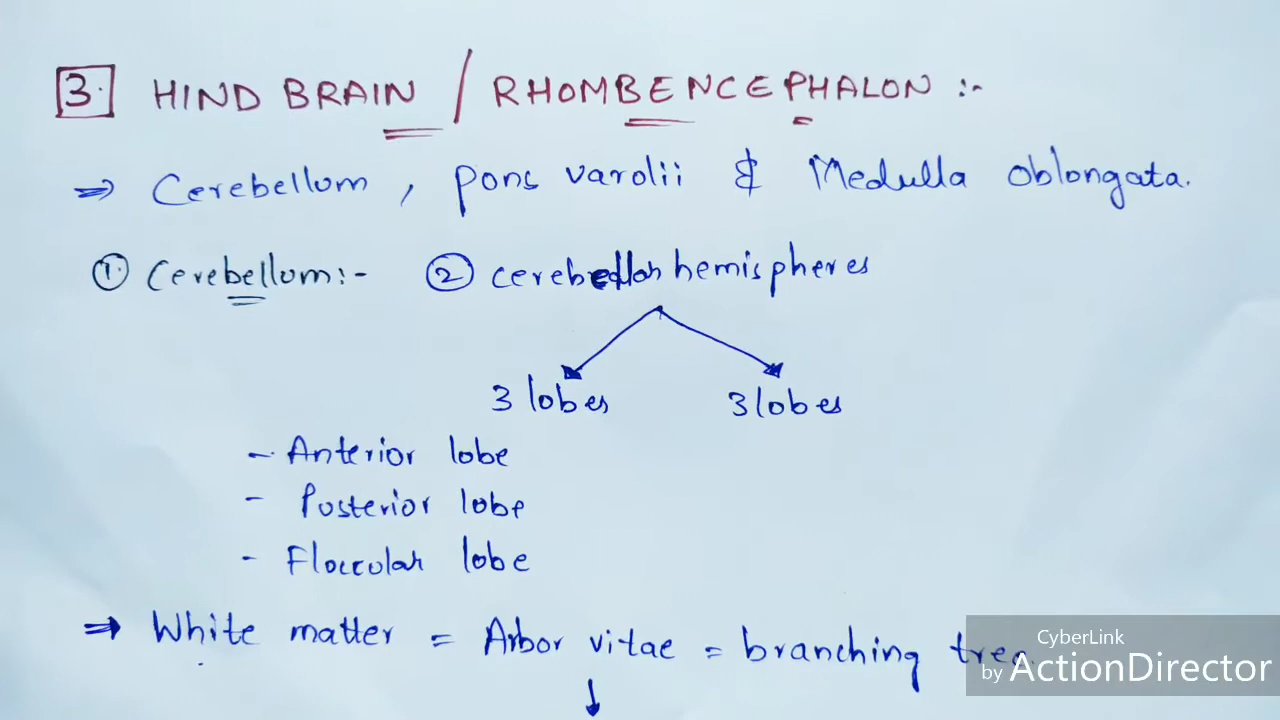 3. HIND BRAIN / RHOMBENCEPHALON :-
⇒ Cerebellum, Pons varolii & Medulla oblongata.
① Cerebellum:- ② cerebellar hemispheres
3 lobes 3 lobes
- Anterior lobe
- Posterior lobe
- Floccular lobe
⇒ White matter = Arbor vitae = branching tree
↓
CyberLink
by ActionDirector